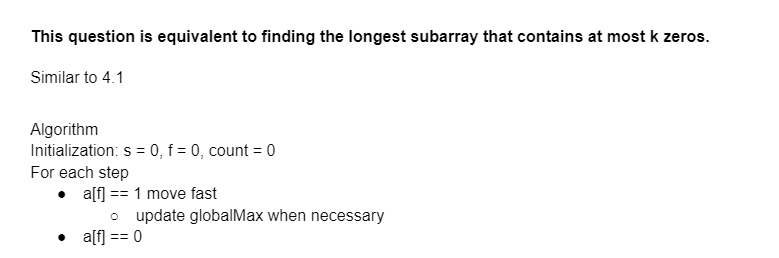 This question is equivalent to finding the longest subarray that contains at most k zeros.
Similar to 4.1
Algorithm
Initialization: s = 0, f = 0, count = 0
For each step
● a[f] == 1 move fast
○ update globalMax when necessary
● a[f] == 0